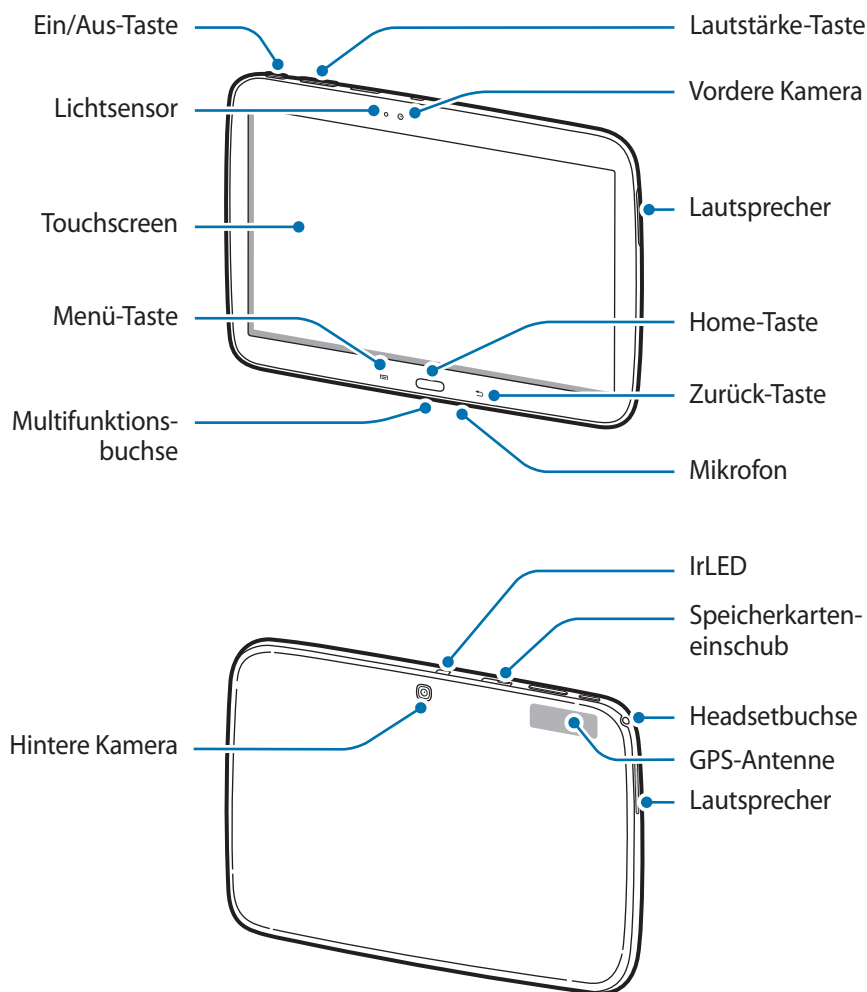 Ein/Aus-Taste
Lautstärke-Taste
Lichtsensor
Vordere Kamera
Touchscreen
Lautsprecher
Menü-Taste
Home-Taste
Multifunktions-
buchse
Zurück-Taste
Mikrofon
IrLED
Speicherkarten-
einschub
Hintere Kamera
Headsetbuchse
GPS-Antenne
Lautsprecher